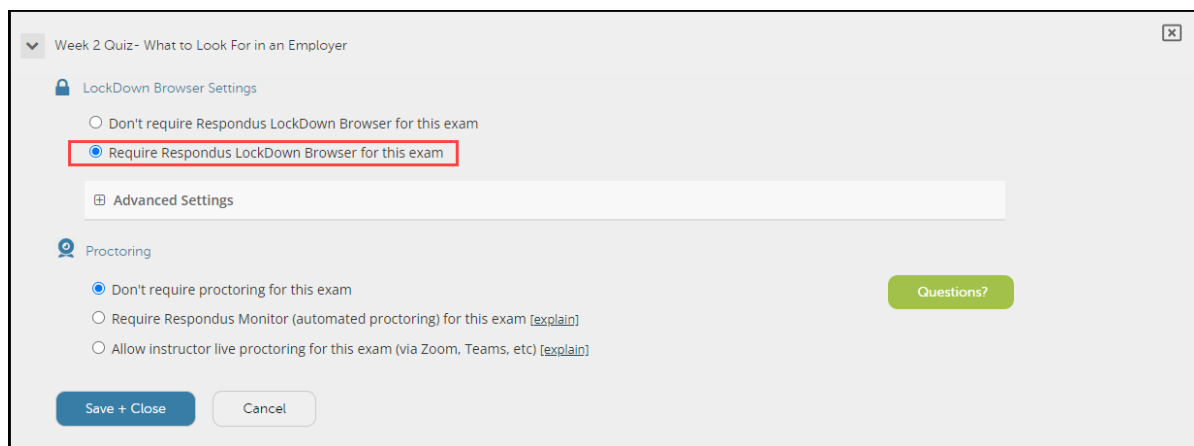 Week 2 Quiz- What to Look For in an Employer
LockDown Browser Settings
Don't require Respondus LockDown Browser for this exam
Require Respondus LockDown Browser for this exam
Advanced Settings
Proctoring
Don't require proctoring for this exam
Questions?
Require Respondus Monitor (automated proctoring) for this exam [explain]
Allow instructor live proctoring for this exam (via Zoom, Teams, etc) [explain]
Save + Close
Cancel